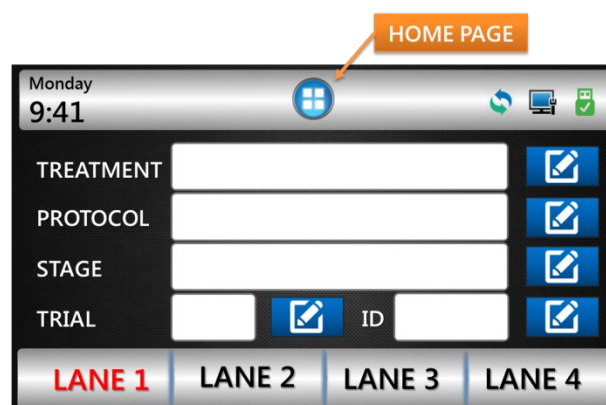 HOME PAGE
Monday
9:41
TREATMENT
PROTOCOL
STAGE
TRIAL ID
LANE 1 LANE 2 LANE 3 LANE 4